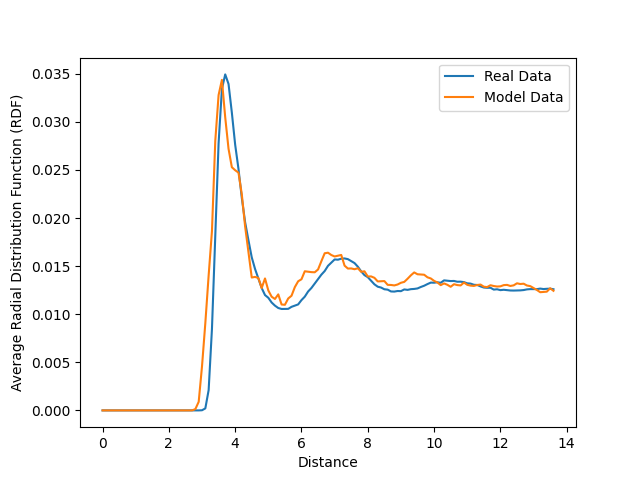 Real Data
Model Data
Average Radial Distribution Function (RDF)
0.035
0.030
0.025
0.020
0.015
0.010
0.005
0.000
0 2 4 6 8 10 12 14
Distance